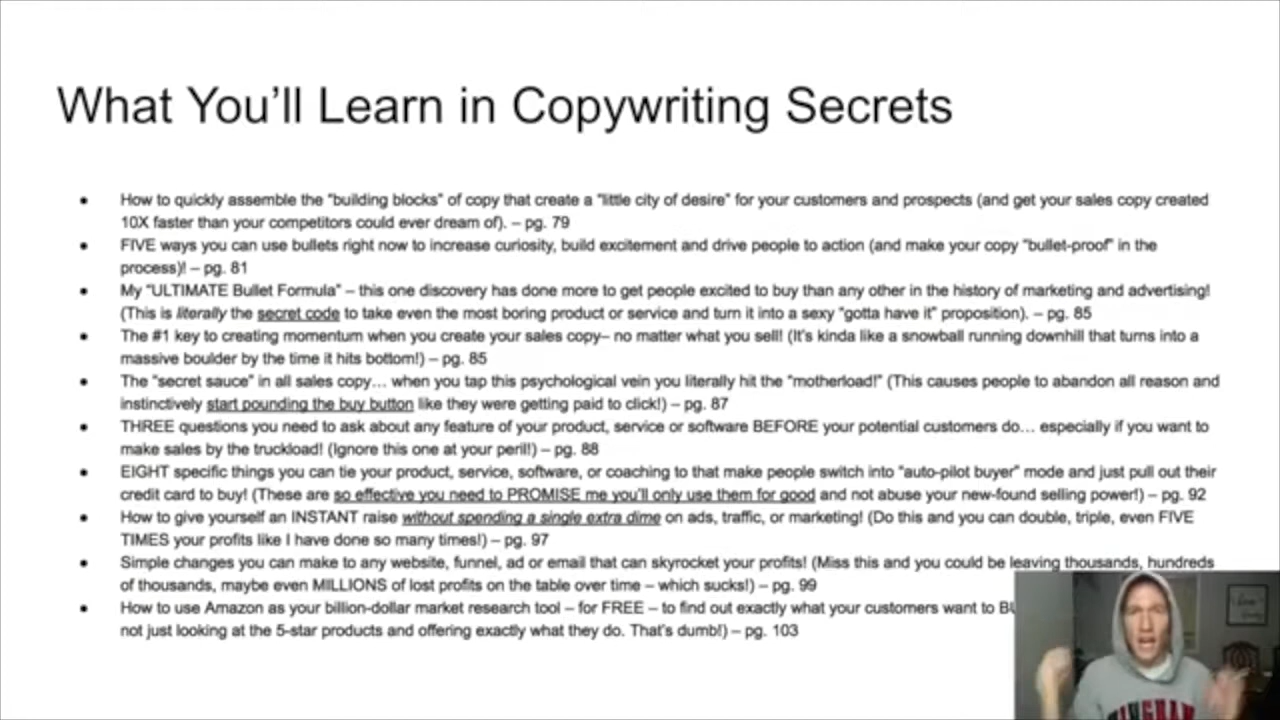 What You'll Learn in Copywriting Secrets
How to quickly assemble the "building blocks" of copy that create a "little city of desire" for your customers and prospects (and get your sales copy created
10X faster than your competitors could ever dream of). – pg. 79
FIVE ways you can use bullets right now to increase curiosity, build excitement and drive people to action (and make your copy "bullet-proof" in the
process)! – pg. 81
My "ULTIMATE Bullet Formula" – this one discovery has done more to get people excited to buy than any other in the history of marketing and advertising!
(This is literally the secret code to take even the most boring product or service and turn it into a sexy "gotta have it" proposition). – pg. 85
The #1 key to creating momentum when you create your sales copy– no matter what you sell! (It's kinda like a snowball running downhill that turns into a
massive boulder by the time it hits bottom!) – pg. 85
The "secret sauce" in all sales copy… when you tap this psychological vein you literally hit the "motherload!" (This causes people to abandon all reason and
instinctively start pounding the buy button like they were getting paid to click!) – pg. 87
THREE questions you need to ask about any feature of your product, service or software BEFORE your potential customers do… especially if you want to
make sales by the truckload! (Ignore this one at your peril!) – pg. 88
EIGHT specific things you can tie your product, service, software, or coaching to that make people switch into "auto-pilot buyer" mode and just pull out their
credit card to buy! (These are so effective you need to PROMISE me you'll only use them for good and not abuse your new-found selling power!) – pg. 92
How to give yourself an INSTANT raise without spending a single extra dime on ads, traffic, or marketing! (Do this and you can double, triple, even FIVE
TIMES your profits like I have done so many times!) – pg. 97
Simple changes you can make to any website, funnel, ad or email that can skyrocket your profits! (Miss this and you could be leaving thousands, hundreds
of thousands, maybe even MILLIONS of lost profits on the table over time – which sucks!) – pg. 99
How to use Amazon as your billion-dollar market research tool – for FREE – to find out exactly what your customers want to
not just looking at the 5-star products and offering exactly what they do. That's dumb!) – pg. 103